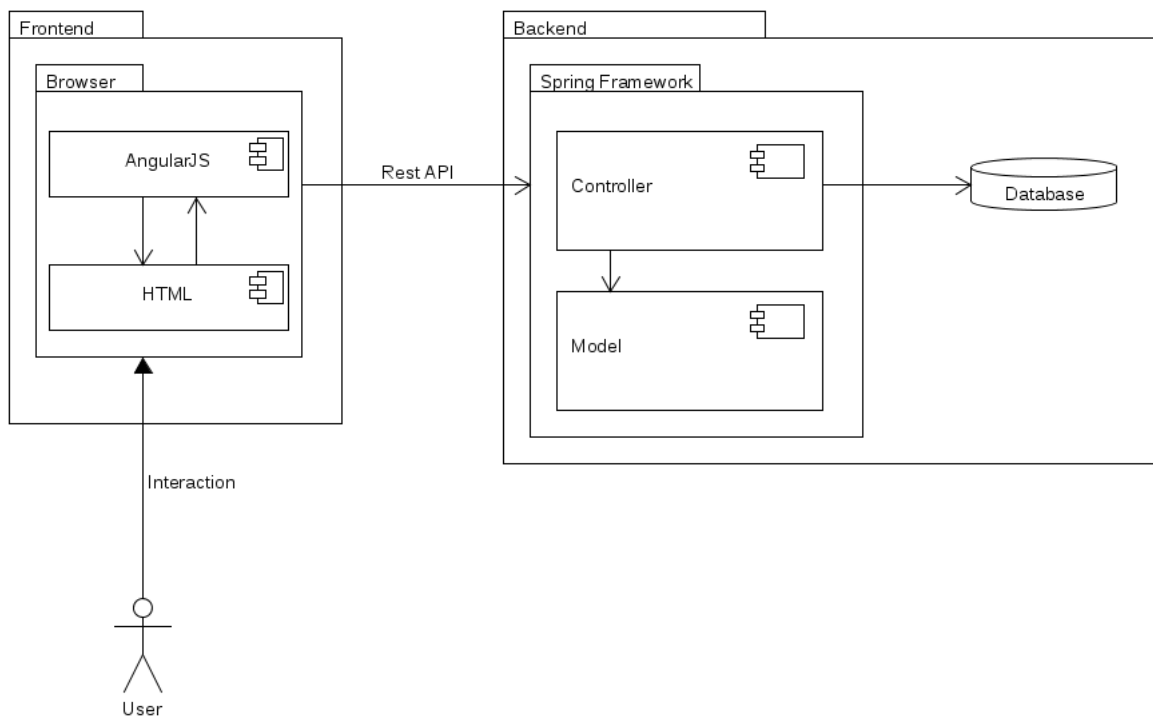 Frontend
Browser
AngularJS
HTML
Interaction
User
Rest API
Backend
Spring Framework
Controller
Model
Database